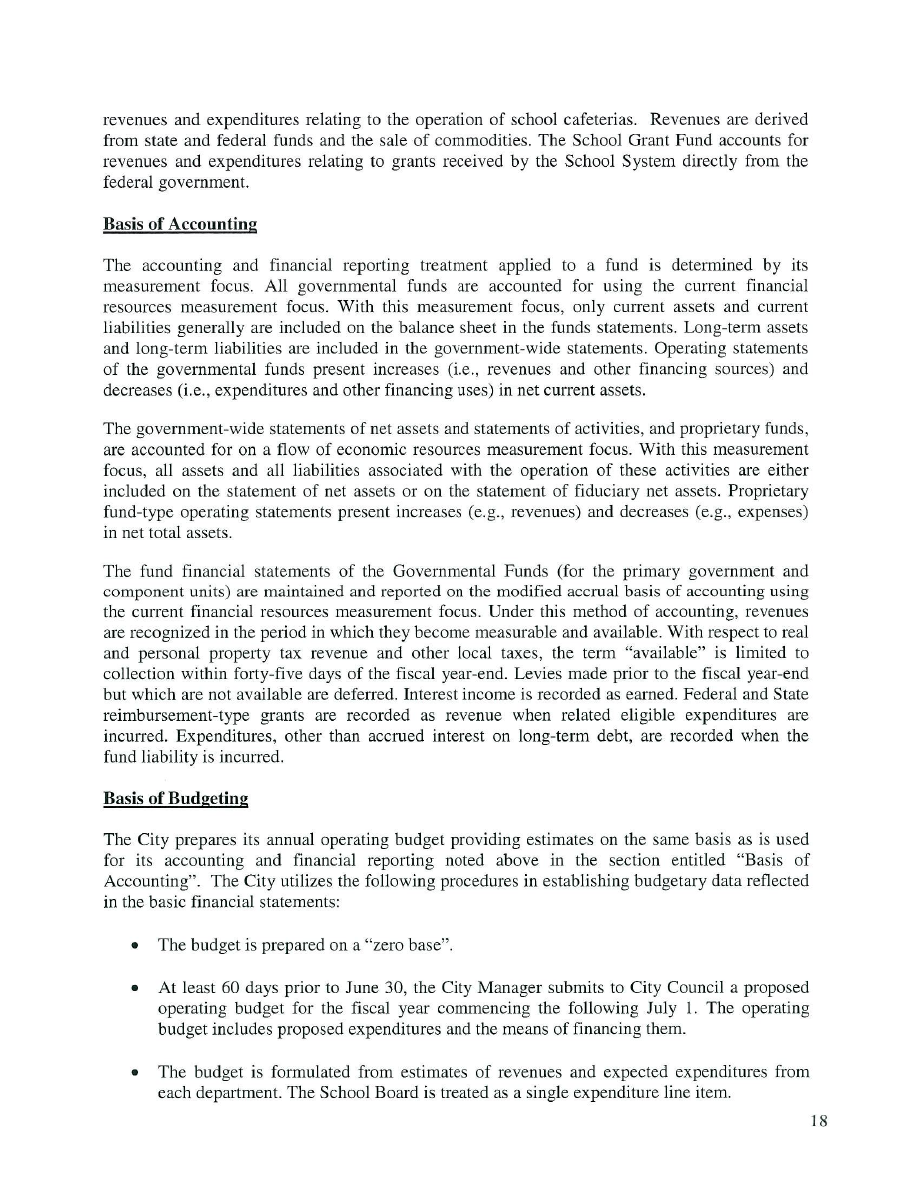 revenues and expenditures relating to the operation of school cafeterias. Revenues are derived
from state and federal funds and the sale of commodities. The School Grant Fund accounts for
revenues and expenditures relating to grants received by the School System directly from the
federal government.
Basis of Accounting
The accounting and financial reporting treatment applied to a fund is determined by its
measurement focus. All governmental funds are accounted for using the current financial
resources measurement focus. With this measurement focus, only current assets and current
liabilities generally are included on the balance sheet in the funds statements. Long-term assets
and long-term liabilities are included in the government-wide statements. Operating statements
of the governmental funds present increases (i.e., revenues and other financing sources) and
decreases (i.e., expenditures and other financing uses) in net current assets.
The government-wide statements of net assets and statements of activities, and proprietary funds,
are accounted for on a flow of economic resources measurement focus. With this measurement
focus, all assets and all liabilities associated with the operation of these activities are either
included on the statement of net assets or on the statement of fiduciary net assets. Proprietary
fund-type operating statements present increases (e.g., revenues) and decreases (e.g., expenses)
in net total assets.
The fund financial statements of the Governmental Funds (for the primary government and
component units) are maintained and reported on the modified accrual basis of accounting using
the current financial resources measurement focus. Under this method of accounting, revenues
are recognized in the period in which they become measurable and available. With respect to real
and personal property tax revenue and other local taxes, the term “available” is limited to
collection within forty-five days of the fiscal year-end. Levies made prior to the fiscal year-end
but which are not available are deferred. Interest income is recorded as earned. Federal and State
reimbursement-type grants are recorded as revenue when related eligible expenditures are
incurred. Expenditures, other than accrued interest on long-term debt, are recorded when the
fund liability is incurred.
Basis of Budgeting
The City prepares its annual operating budget providing estimates on the same basis as is used
for its accounting and financial reporting noted above in the section entitled “Basis of
Accounting”. The City utilizes the following procedures in establishing budgetary data reflected
in the basic financial statements:
• The budget is prepared on a “zero base”.
• At least 60 days prior to June 30, the City Manager submits to City Council a proposed
operating budget for the fiscal year commencing the following July 1. The operating
budget includes proposed expenditures and the means of financing them.
• The budget is formulated from estimates of revenues and expected expenditures from
each department. The School Board is treated as a single expenditure line item.
18